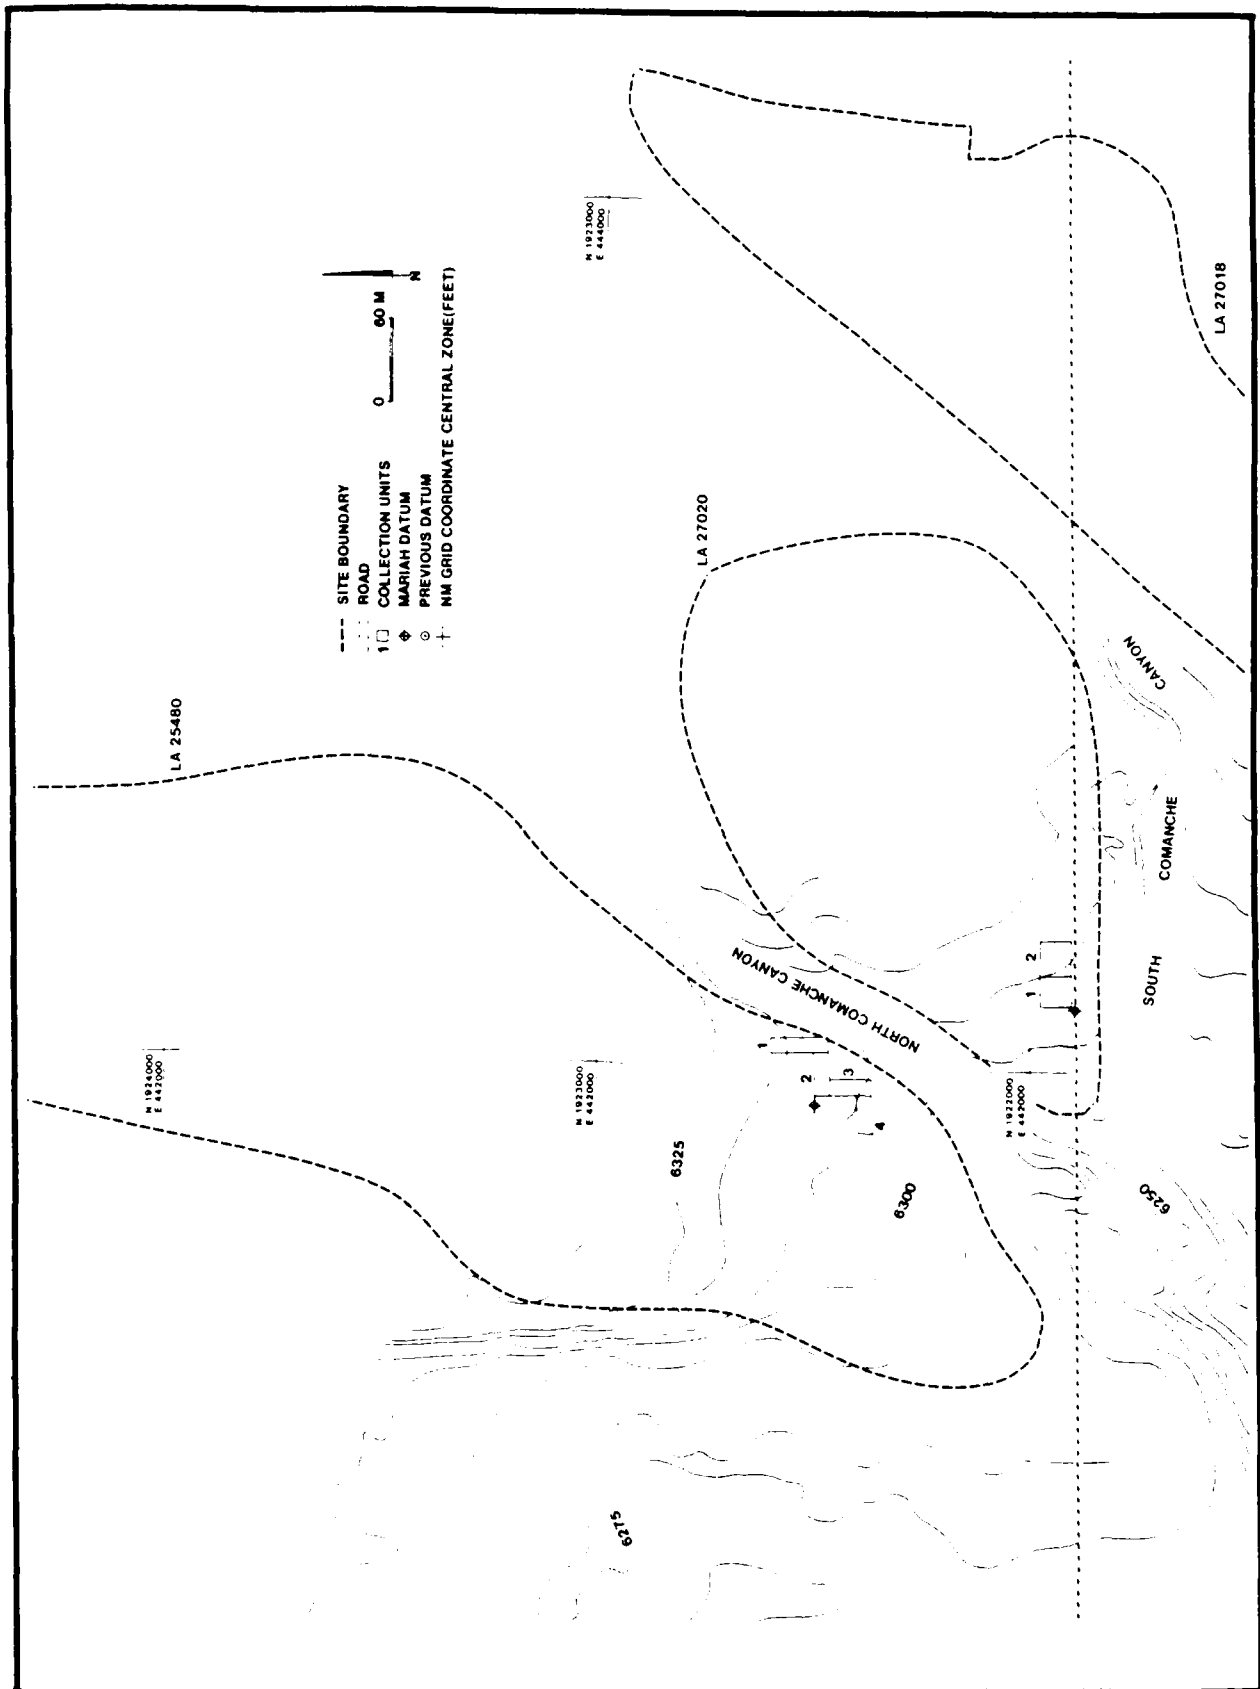 SITE BOUNDARY
ROAD
1 COLLECTION UNITS
MARIAH DATUM
PREVIOUS DATUM
NM GRID COORDINATE CENTRAL ZONE(FEET)
0 60 M
N
LA 25480
N 1924000
E 442000
N 1923000
E 444000
N 1923000
E 442000
LA 27020
6325
6275
NORTH COMANCHE CANYON
1
2
3
4
6300
N 1922000
E 442000
1
2
6250
SOUTH
COMANCHE
CANYON
LA 27018